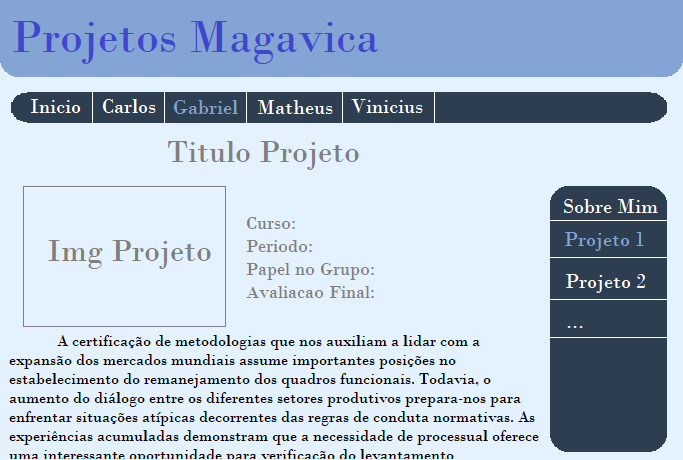 Projetos Magavica
Inicio Carlos Gabriel Matheus Vinicius
Titulo Projeto
Img Projeto
Curso:
Periodo:
Papel no Grupo:
Avaliacao Final:
Sobre Mim
Projeto 1
Projeto 2
...
A certificação de metodologias que nos auxiliam a lidar com a
expansão dos mercados mundiais assume importantes posições no
estabelecimento do remanejamento dos quadros funcionais. Todavia, o
aumento do diálogo entre os diferentes setores produtivos prepara-nos para
enfrentar situações atípicas decorrentes das regras de conduta normativas. As
experiências acumuladas demonstram que a necessidade de processual oferece
uma interessante oportunidade para verificação do levantamento